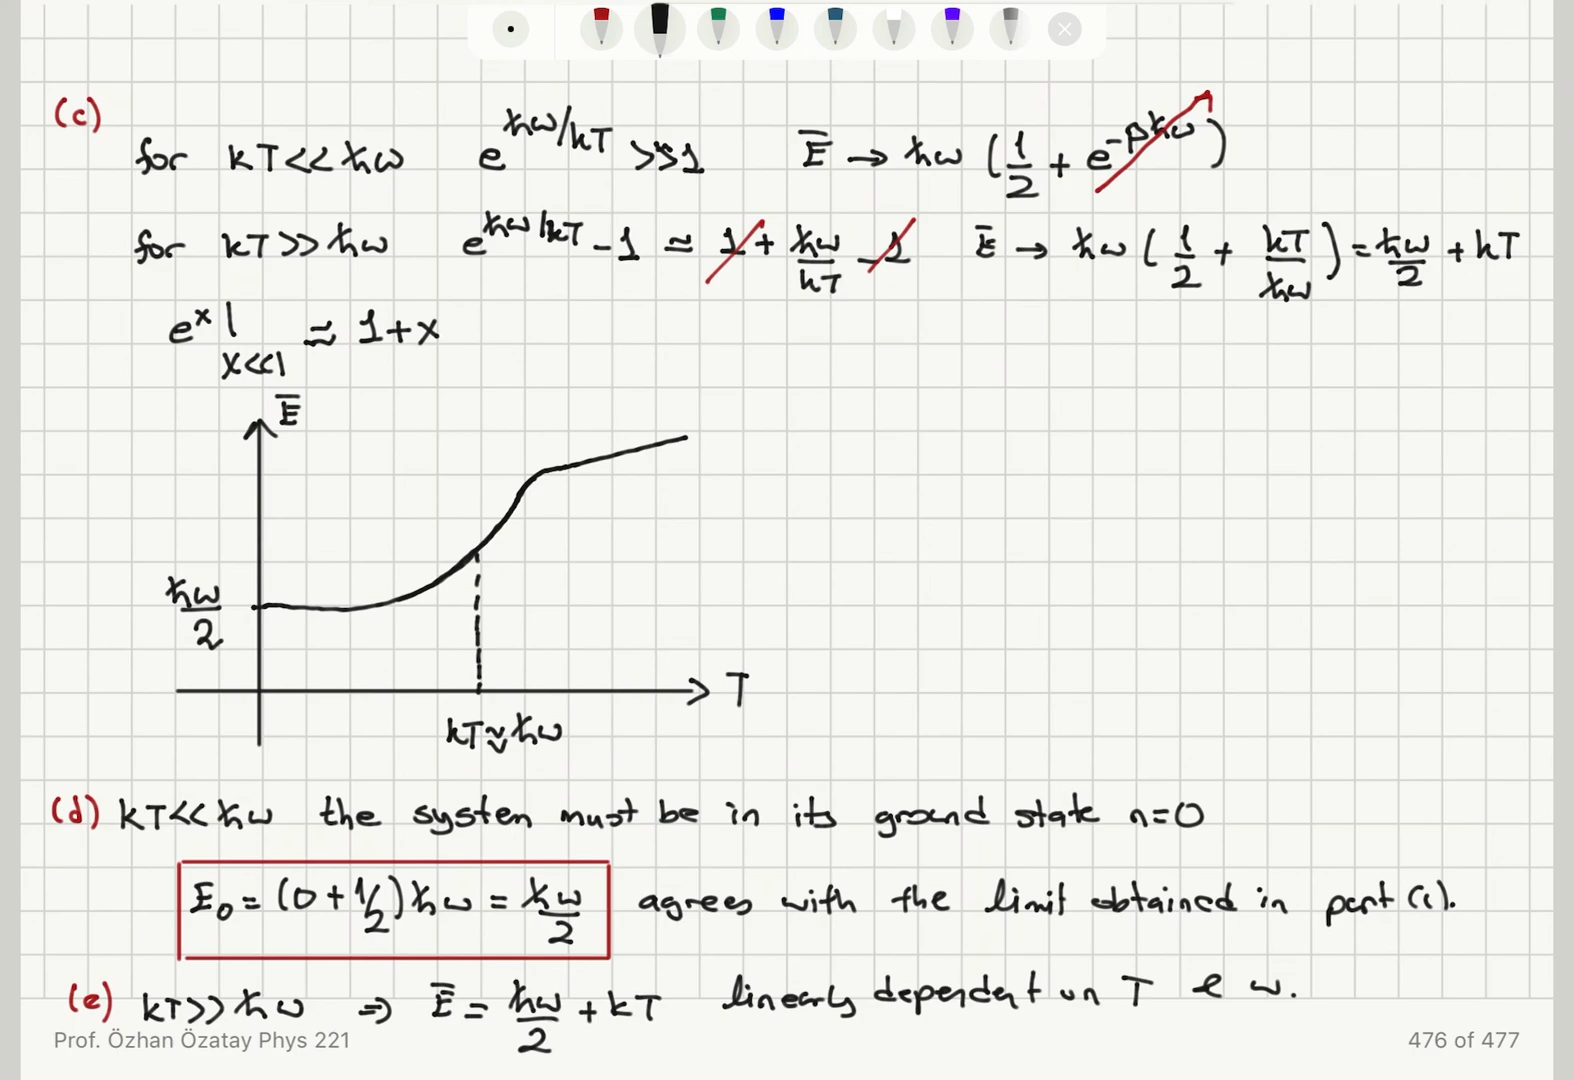 (c)
for kT<<ħω e^{ħω/kT} >>1 Ē → ħω (1/2 + e^{-βħω})
for kT>>ħω e^{ħω/kT} - 1 ≃ 1 + ħω/kT - 1 Ē → ħω (1/2 + kT/ħω) = ħω/2 + kT
e^x |_{x<<1} ≈ 1+x
Ē
ħω/2
T
kT ≈ ħω
(d) kT<<ħω the system must be in its ground state n=0
E₀ = (0 + 1/2)ħω = ħω/2 agrees with the limit obtained in part (c).
(e) kT>>ħω ⇒ Ē = ħω/2 + kT linearly dependent on T & ω.
Prof. Özhan Özatay Phys 221
476 of 477